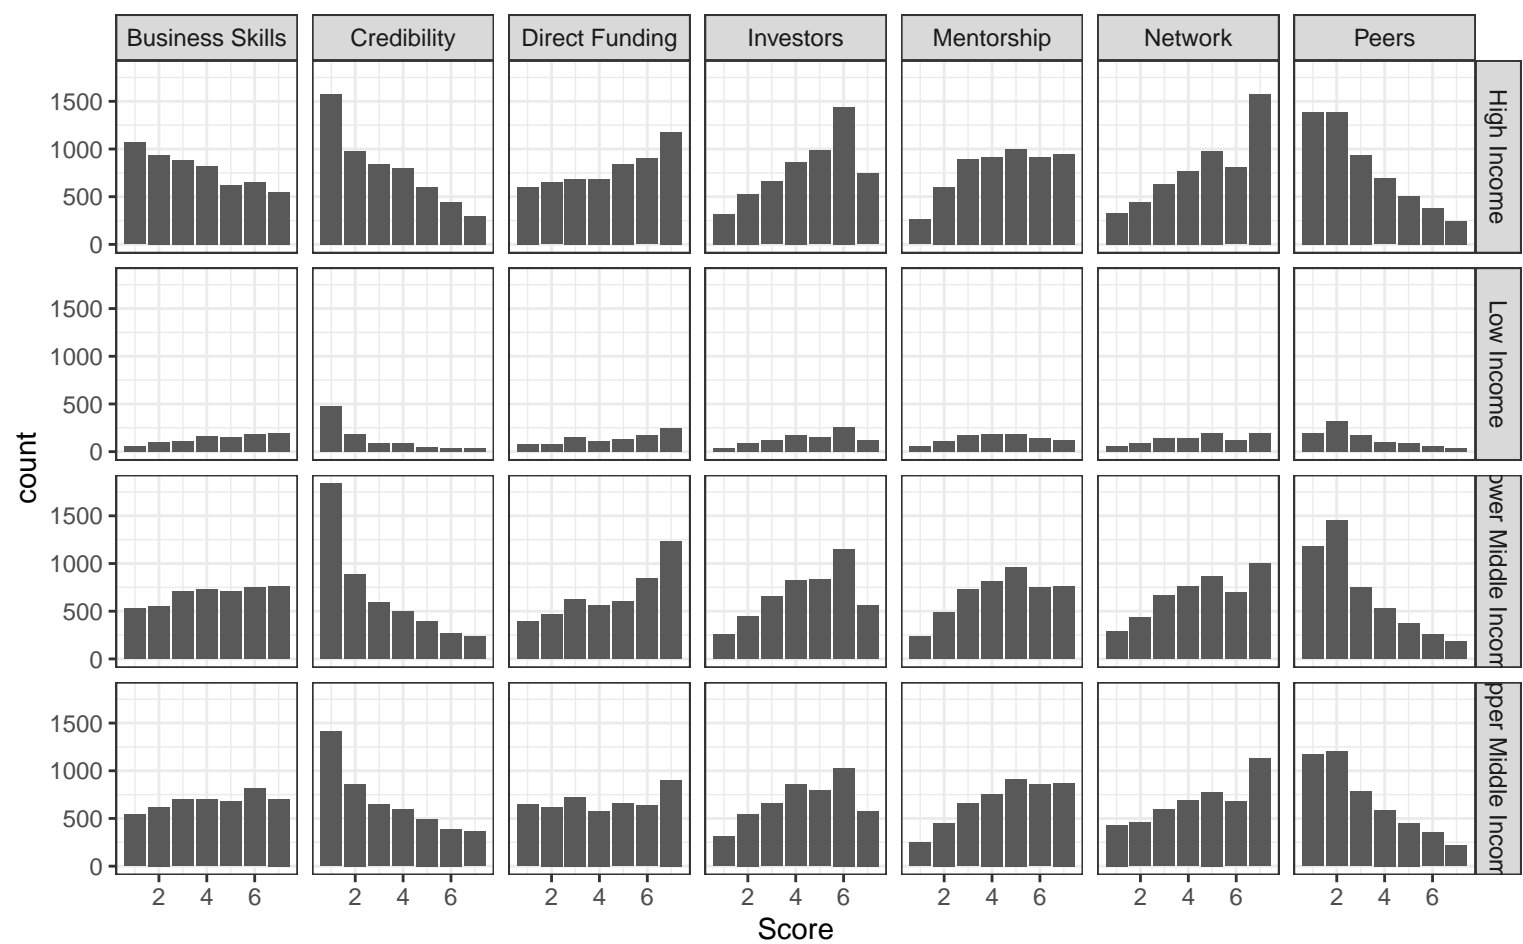 Business Skills Credibility Direct Funding Investors Mentorship Network Peers
1500
1000
500
0
High Income
1500
1000
500
0
Low Income
count
1500
1000
500
0
ower Middle Incom
1500
1000
500
0
pper Middle Incom
2 4 6 2 4 6 2 4 6 2 4 6 2 4 6 2 4 6 2 4 6
Score